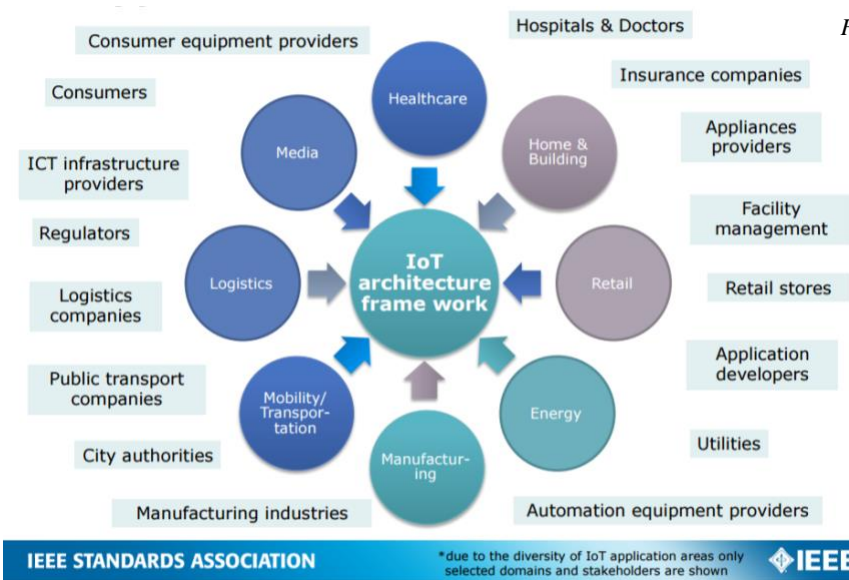 Consumer equipment providers
Hospitals & Doctors
Insurance companies
Consumers
Healthcare
Appliances
providers
Media
Home &
Building
ICT infrastructure
providers
Facility
management
Regulators
IoT
architecture
frame work
Logistics
Retail
Retail stores
Logistics
companies
Application
developers
Public transport
companies
Mobility/
Transpor-
tation
Energy
Utilities
City authorities
Manufactur-
ing
Manufacturing industries
Automation equipment providers
IEEE STANDARDS ASSOCIATION
*due to the diversity of IoT application areas only
selected domains and stakeholders are shown
IEEE